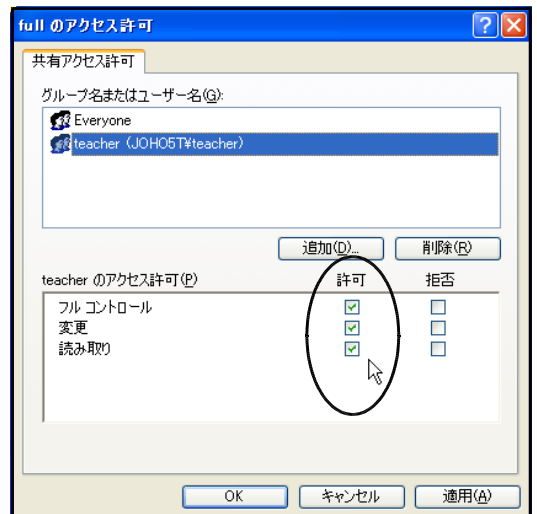 full のアクセス許可
共有アクセス許可
グループ名またはユーザー名(G):
Everyone
teacher (JOHO5T¥teacher)
追加(D)... 削除(R)
teacher のアクセス許可(P) 許可 拒否
フル コントロール
変更
読み取り
OK キャンセル 適用(A)